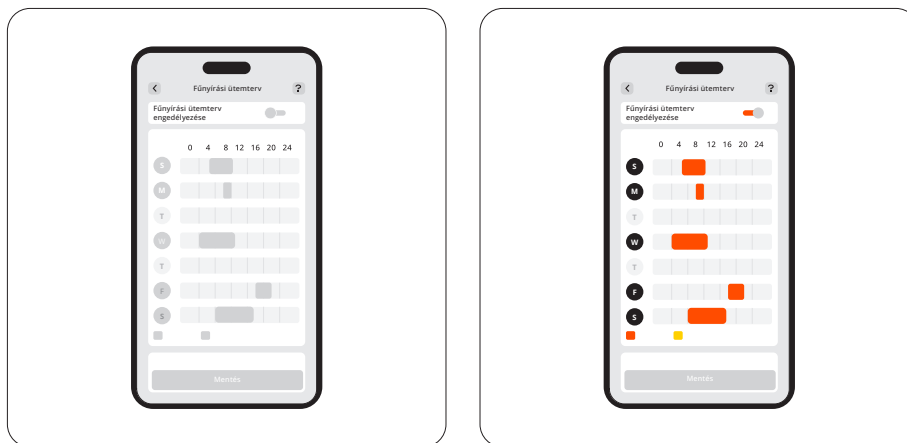 Fűnyírási ütemterv ?
Fűnyírási ütemterv
engedélyezése
0 4 8 12 16 20 24
S
M
T
W
T
F
S
Mentés
Fűnyírási ütemterv ?
Fűnyírási ütemterv
engedélyezése
0 4 8 12 16 20 24
S
M
T
W
T
F
S
Mentés